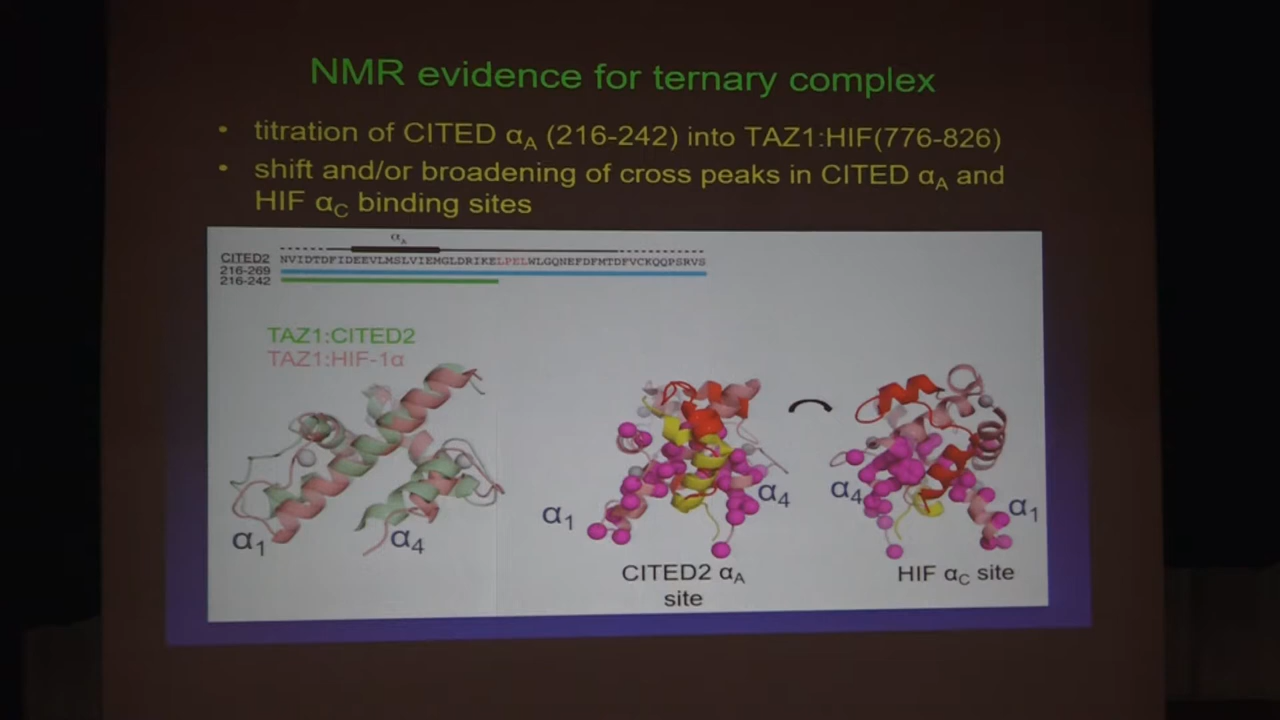 NMR evidence for ternary complex
• titration of CITED αA (216-242) into TAZ1:HIF(776-826)
• shift and/or broadening of cross peaks in CITED αA and
HIF αC binding sites
αA
CITED2 NVIDTDFIDEEVLMSLVIEMGLDRIKELPELWLGQNEFDFMTDFVCKQQPSRVS
216-269
216-242
TAZ1:CITED2
TAZ1:HIF-1α
α1
α4
α1
α4
CITED2 αA
site
α4
α1
HIF αC site